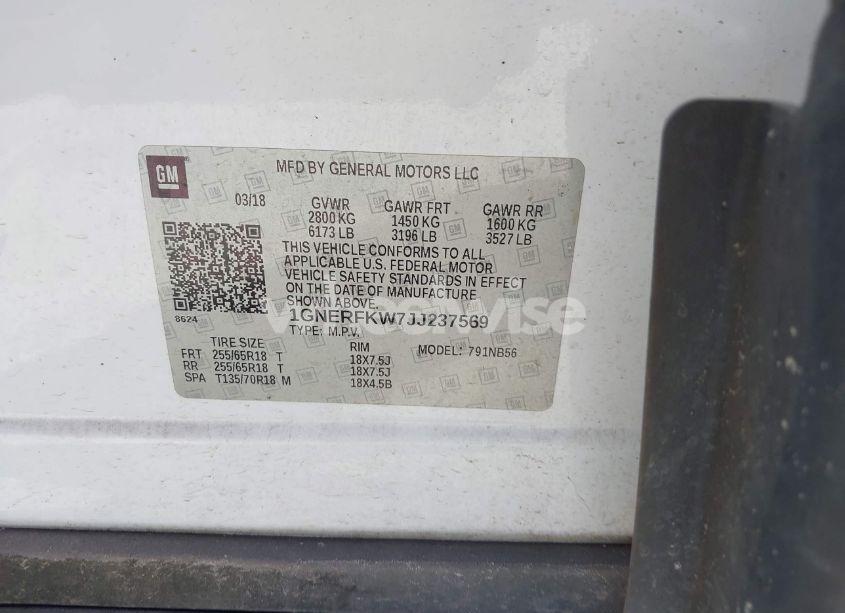 GM
MFD BY GENERAL MOTORS LLC
03/18
GVWR GAWR FRT GAWR RR
2800 KG 1450 KG 1600 KG
6173 LB 3196 LB 3527 LB
THIS VEHICLE CONFORMS TO ALL
APPLICABLE U.S. FEDERAL MOTOR
VEHICLE SAFETY STANDARDS IN EFFECT
ON THE DATE OF MANUFACTURE
SHOWN ABOVE.
8624
1GNERFKW7JJ237569
TYPE: M.P.V.
TIRE SIZE RIM MODEL: 791NB56
FRT 255/65R18 T 18X7.5J
RR 255/65R18 T 18X7.5J
SPA T135/70R18 M 18X4.5B